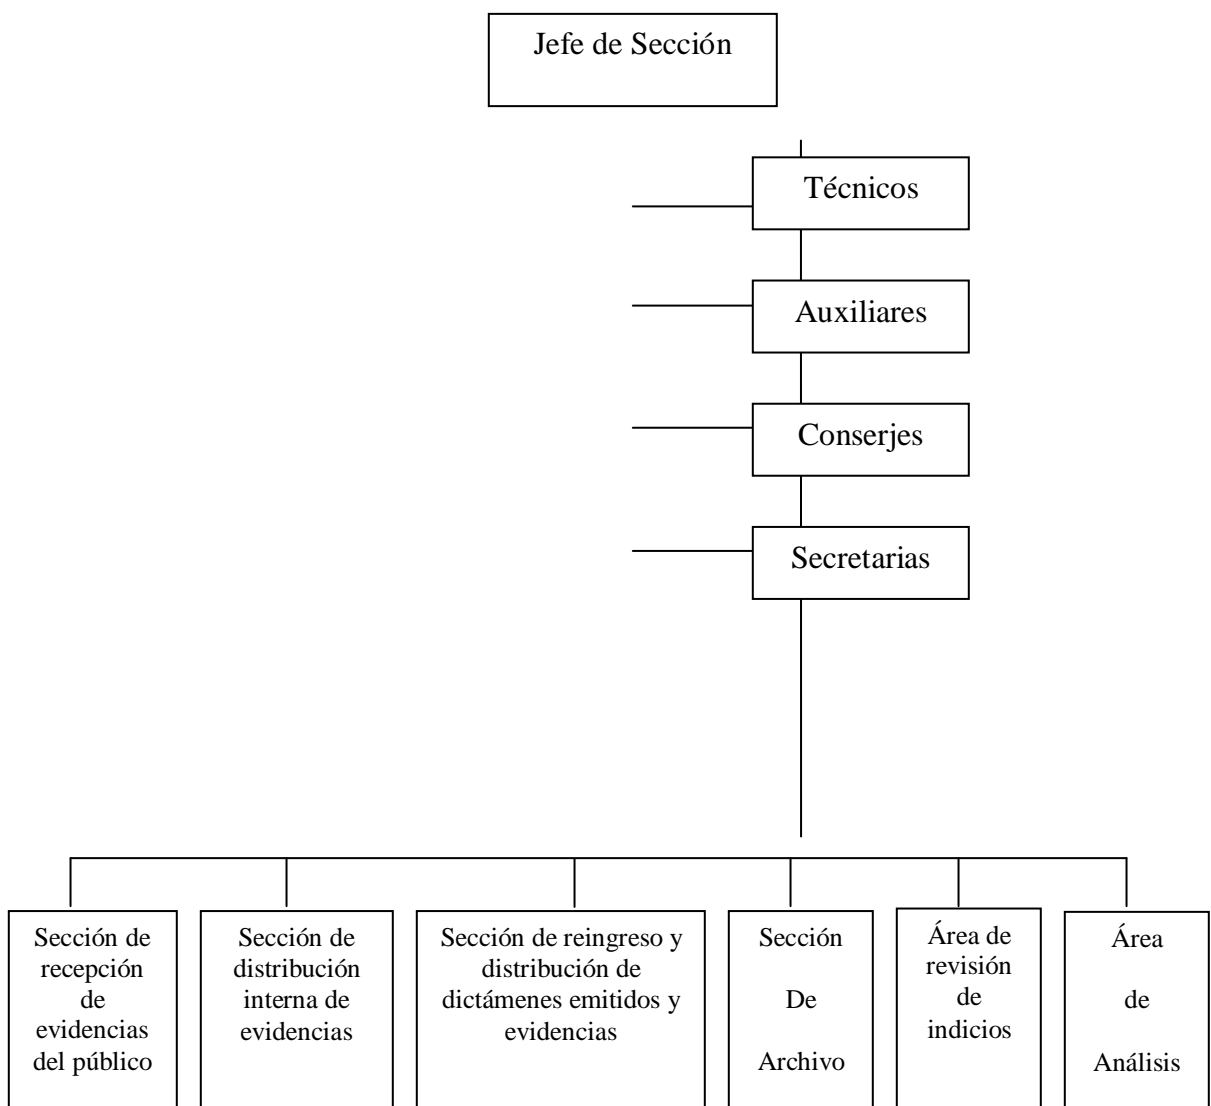 Jefe de Sección
Técnicos
Auxiliares
Conserjes
Secretarias
Sección de
recepción
de
evidencias
del público
Sección de
distribución
interna de
evidencias
Sección de reingreso y
distribución de
dictámenes emitidos y
evidencias
Sección
De
Archivo
Área de
revisión
de
indicios
Área
de
Análisis